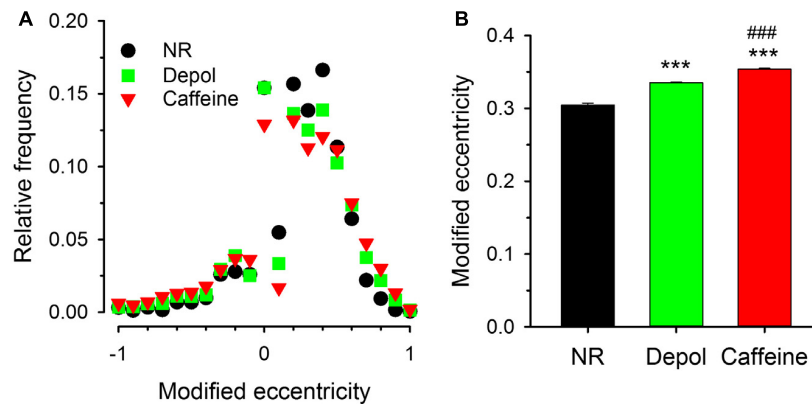 A
0.20
0.15
0.10
0.05
0.00
Relative frequency
NR
Depol
Caffeine
-1
0
1
Modified eccentricity
B
0.4
0.3
0.2
0.1
0.0
Modified eccentricity
***
###
***
NR
Depol
Caffeine